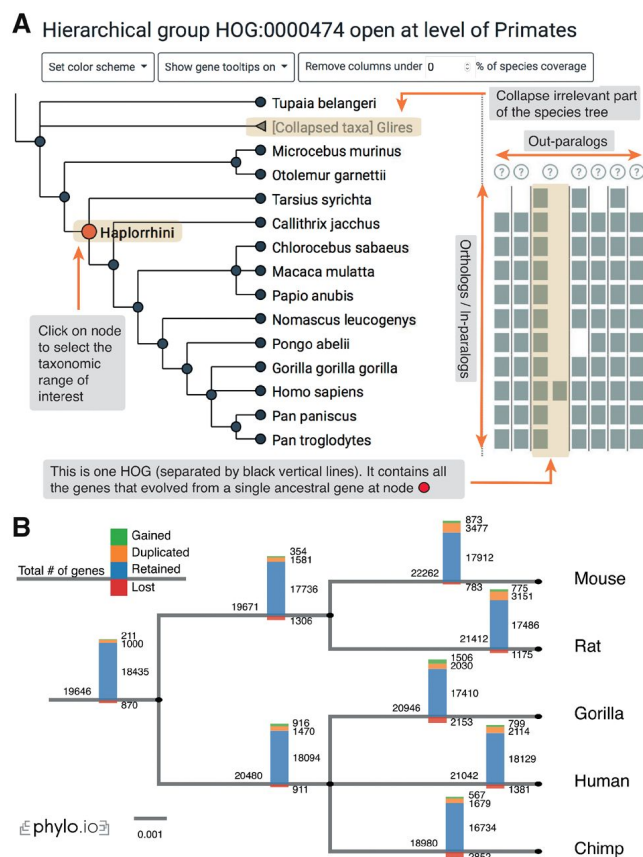 A Hierarchical group HOG:0000474 open at level of Primates
Set color scheme
Show gene tooltips on
Remove columns under 0 % of species coverage
Tupaia belangeri
[Collapsed taxa] Glires
Microcebus murinus
Otolemur garnettii
Tarsius syrichta
Haplorrhini
Callithrix jacchus
Chlorocebus sabaeus
Macaca mulatta
Papio anubis
Nomascus leucogenys
Pongo abelii
Gorilla gorilla gorilla
Homo sapiens
Pan paniscus
Pan troglodytes
Click on node
to select the
taxonomic
range of
interest
Collapse irrelevant part
of the species tree
Out-paralogs
? ? ? ? ? ? ?
Orthologs / In-paralogs
This is one HOG (separated by black vertical lines). It contains all
the genes that evolved from a single ancestral gene at node
B
Gained
Duplicated
Retained
Lost
Total # of genes
19646
211
1000
18435
870
19671
354
1581
17736
1306
22262
873
3477
17912
783
Mouse
21412
775
3151
17486
1175
Rat
20480
916
1470
18094
911
20946
1506
2030
17410
2153
Gorilla
21042
799
2114
18129
1381
Human
18980
567
1679
16734
Chimp
phylo.io
0.001